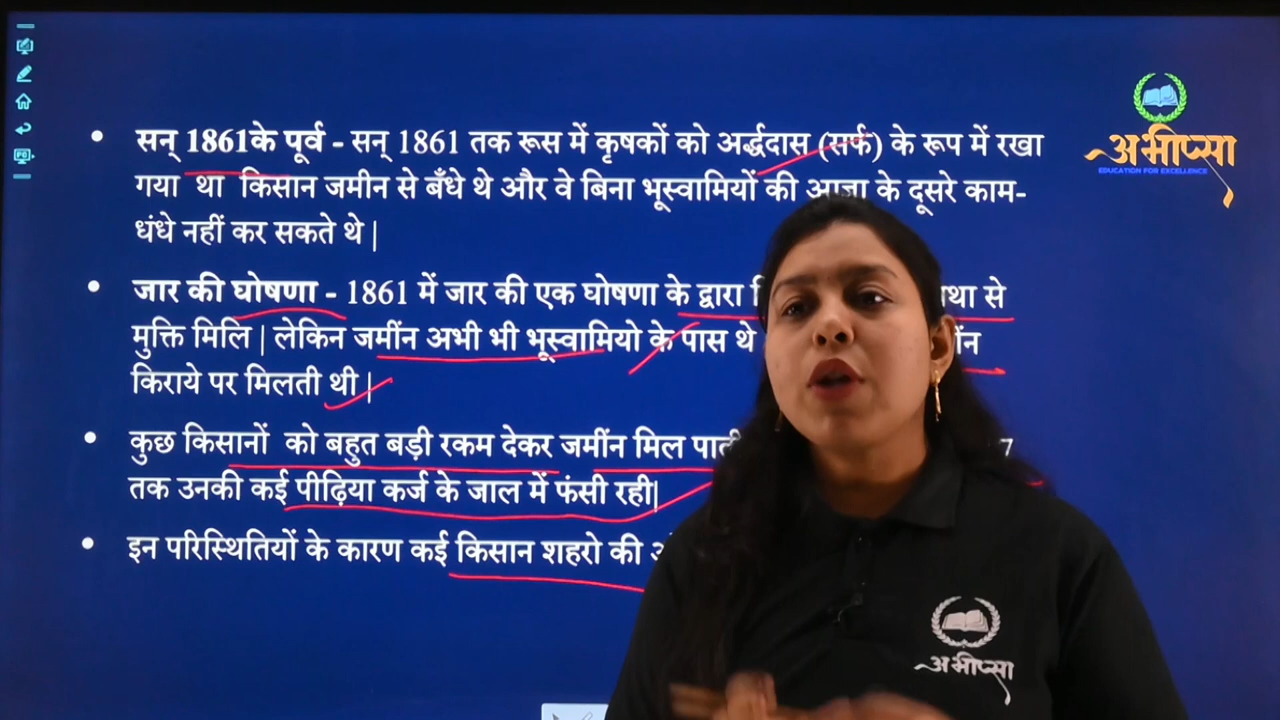 अभीप्सा
EDUCATION FOR EXCELLENCE
• सन् 1861के पूर्व - सन् 1861 तक रूस में कृषकों को अर्द्धदास (सर्फ) के रूप में रखा
गया था किसान जमीन से बँधे थे और वे बिना भूस्वामियों की आज्ञा के दूसरे काम-
धंधे नहीं कर सकते थे |
• जार की घोषणा - 1861 में जार की एक घोषणा के द्वारा से
मुक्ति मिलि | लेकिन जमींन अभी भी भूस्वामियो के पास थे
किराये पर मिलती थी |
• कुछ किसानों को बहुत बड़ी रकम देकर जमींन मिल 7
तक उनकी कई पीढ़िया कर्ज के जाल में फंसी रही|
• इन परिस्थितियों के कारण कई किसान शहरो की
अभीप्सा